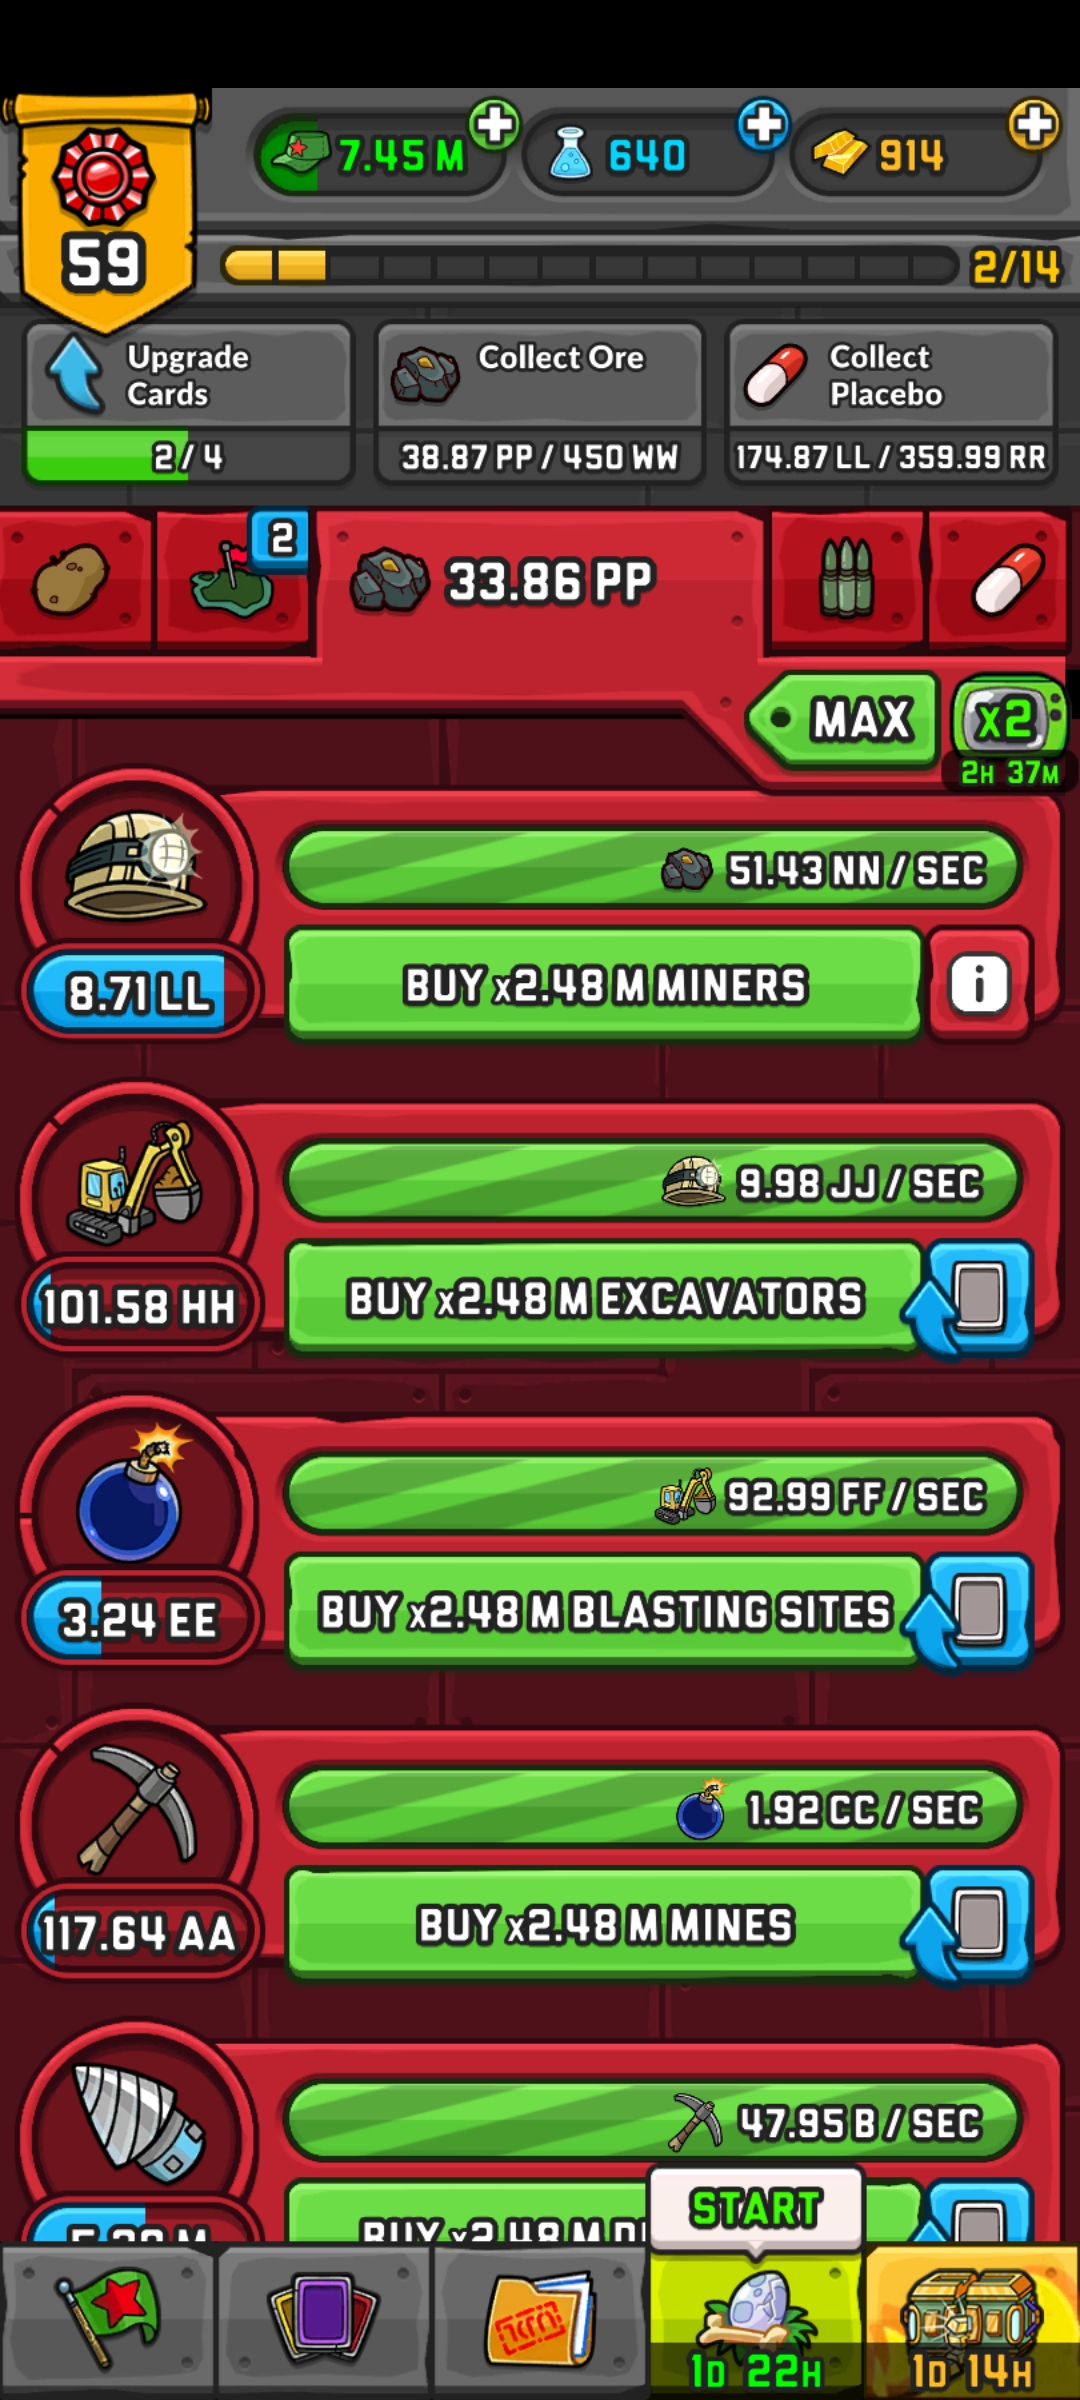 7.45 M
640
914
59
2/14
Upgrade
Cards
2 / 4
Collect Ore
38.87 PP / 450 WW
Collect
Placebo
174.87 LL / 359.99 RR
2
33.86 PP
MAX
x2
2H 37M
51.43 NN / SEC
8.71 LL
BUY x2.48 M MINERS
i
9.98 JJ / SEC
101.58 HH
BUY x2.48 M EXCAVATORS
92.99 FF / SEC
3.24 EE
BUY x2.48 M BLASTING SITES
1.92 CC / SEC
117.64 AA
BUY x2.48 M MINES
47.95 B / SEC
BUY x2.48 M
START
1D 22H
1D 14H